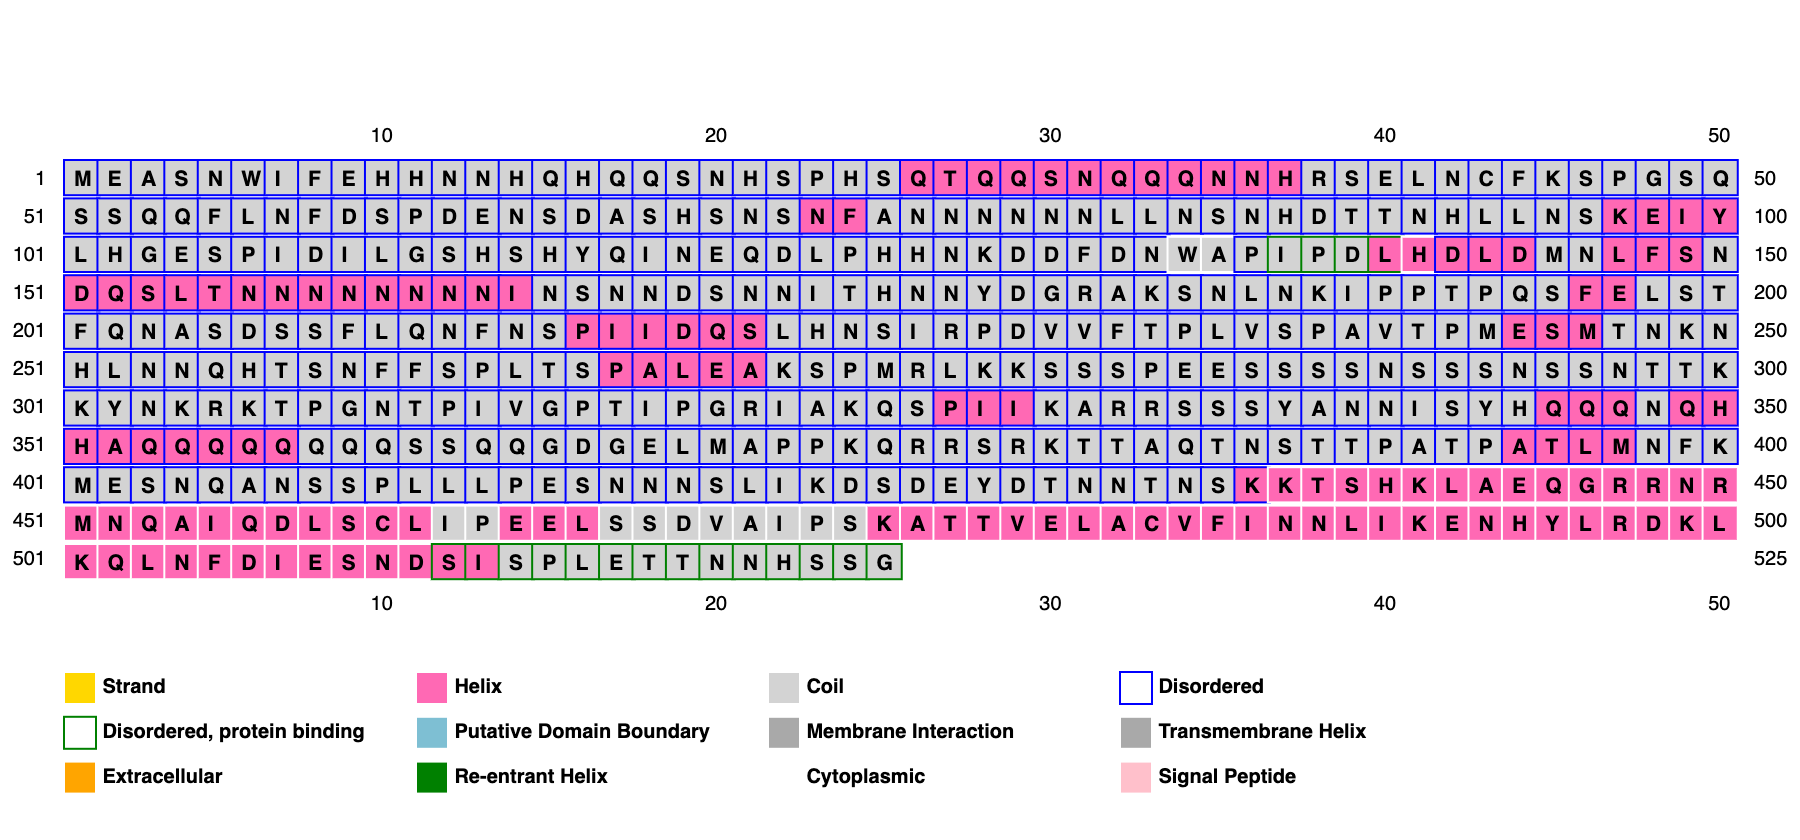 10 20 30 40 50
1 M E A S N W I F E H H N N H Q H Q Q S N H S P H S Q T Q Q S N Q Q Q N N H R S E L N C F K S P G S Q 50
51 S S Q Q F L N F D S P D E N S D A S H S N S N F A N N N N N N L L N S N H D T T N H L L N S K E I Y 100
101 L H G E S P I D I L G S H S H Y Q I N E Q D L P H H N K D D F D N W A P I P D L H D L D M N L F S N 150
151 D Q S L T N N N N N N N N I N S N N D S N N I T H N N Y D G R A K S N L N K I P P T P Q S F E L S T 200
201 F Q N A S D S S F L Q N F N S P I I D Q S L H N S I R P D V V F T P L V S P A V T P M E S M T N K N 250
251 H L N N Q H T S N F F S P L T S P A L E A K S P M R L K K S S S P E E S S S S N S S S N S S N T T K 300
301 K Y N K R K T P G N T P I V G P T I P G R I A K Q S P I I K A R R S S S Y A N N I S Y H Q Q Q N Q H 350
351 H A Q Q Q Q Q Q Q Q S S Q Q G D G E L M A P P K Q R R S R K T T A Q T N S T T P A T P A T L M N F K 400
401 M E S N Q A N S S P L L L P E S N N N S L I K D S D E Y D T N N T N S K K T S H K L A E Q G R R N R 450
451 M N Q A I Q D L S C L I P E E L S S D V A I P S K A T T V E L A C V F I N N L I K E N H Y L R D K L 500
501 K Q L N F D I E S N D S I S P L E T T N N H S S G 525
10 20 30 40 50
Strand Helix Coil Disordered
Disordered, protein binding Putative Domain Boundary Membrane Interaction Transmembrane Helix
Extracellular Re-entrant Helix Cytoplasmic Signal Peptide